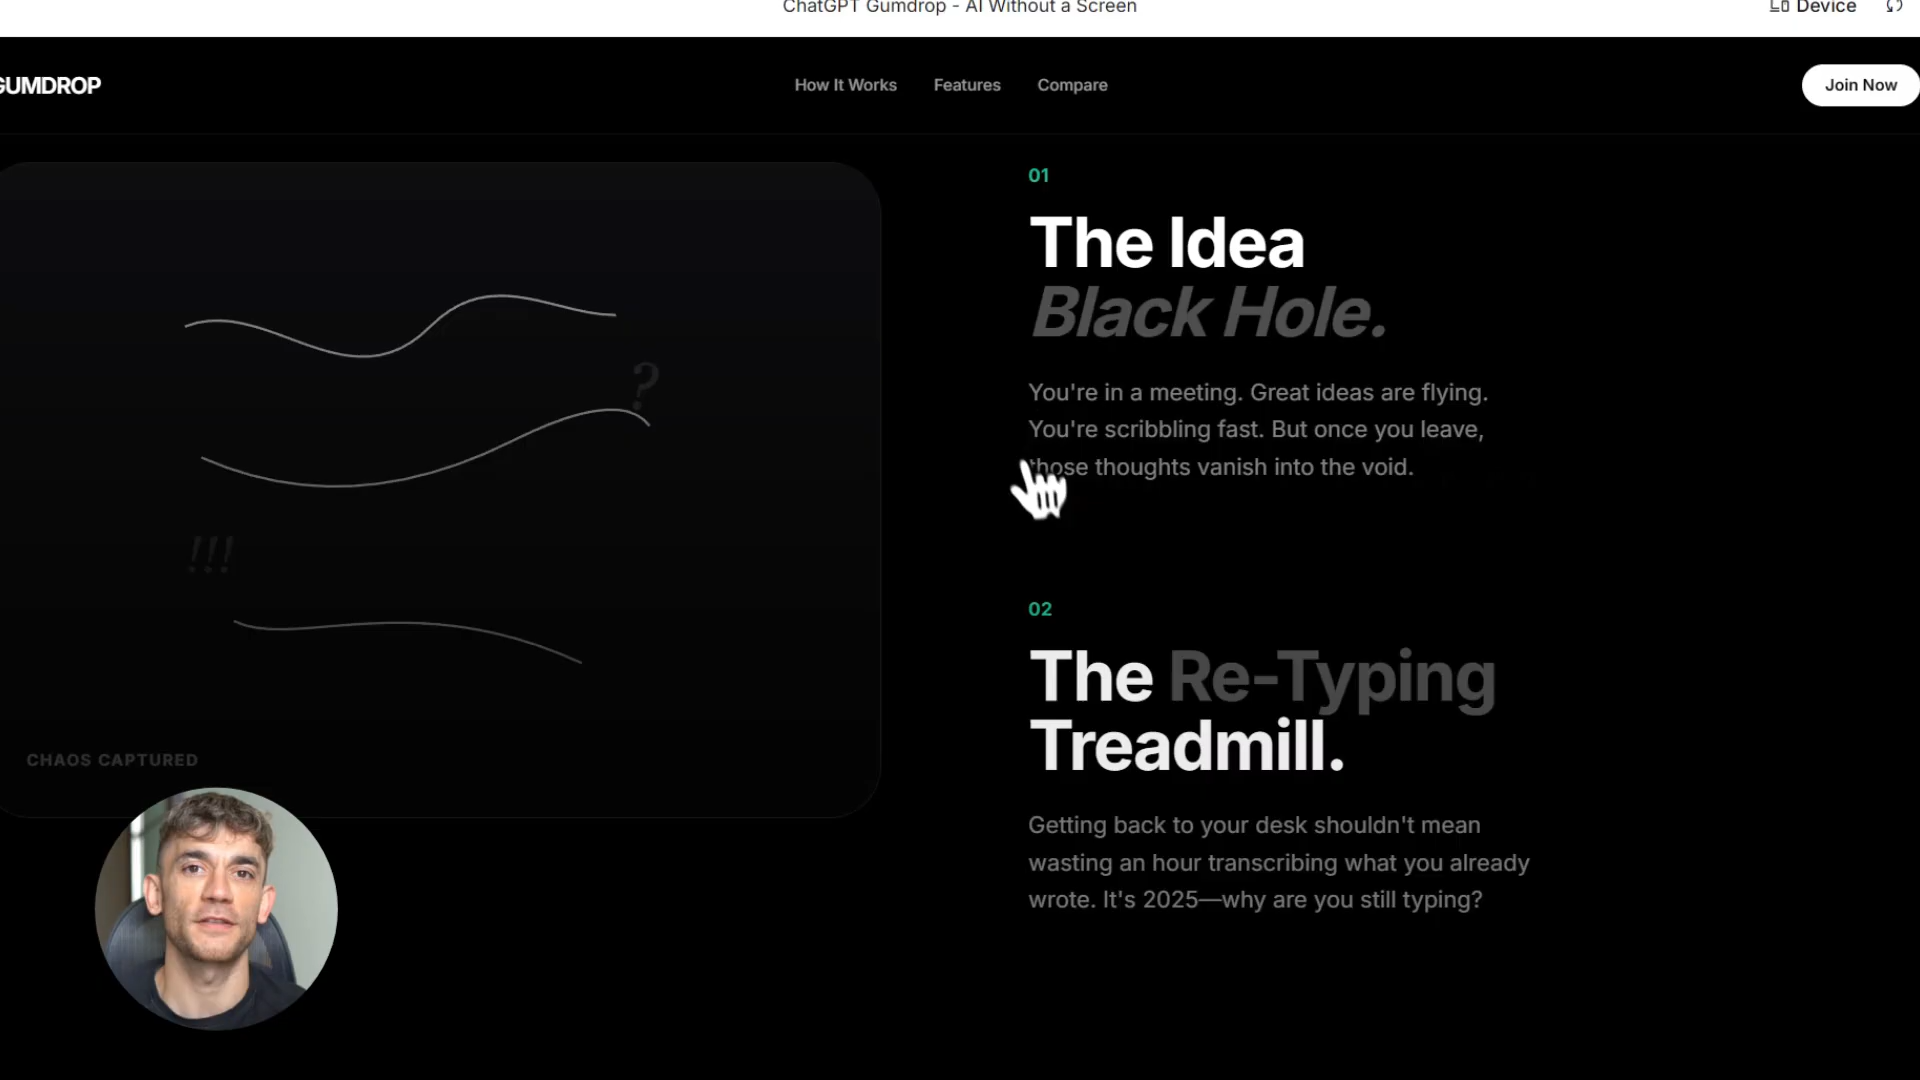 ChatGPT Gumdrop - AI Without a Screen
Device
GUMDROP
How It Works
Features
Compare
Join Now
?
!!!
CHAOS CAPTURED
01
The Idea
Black Hole.
You're in a meeting. Great ideas are flying.
You're scribbling fast. But once you leave,
those thoughts vanish into the void.
02
The Re-Typing
Treadmill.
Getting back to your desk shouldn't mean
wasting an hour transcribing what you already
wrote. It's 2025—why are you still typing?